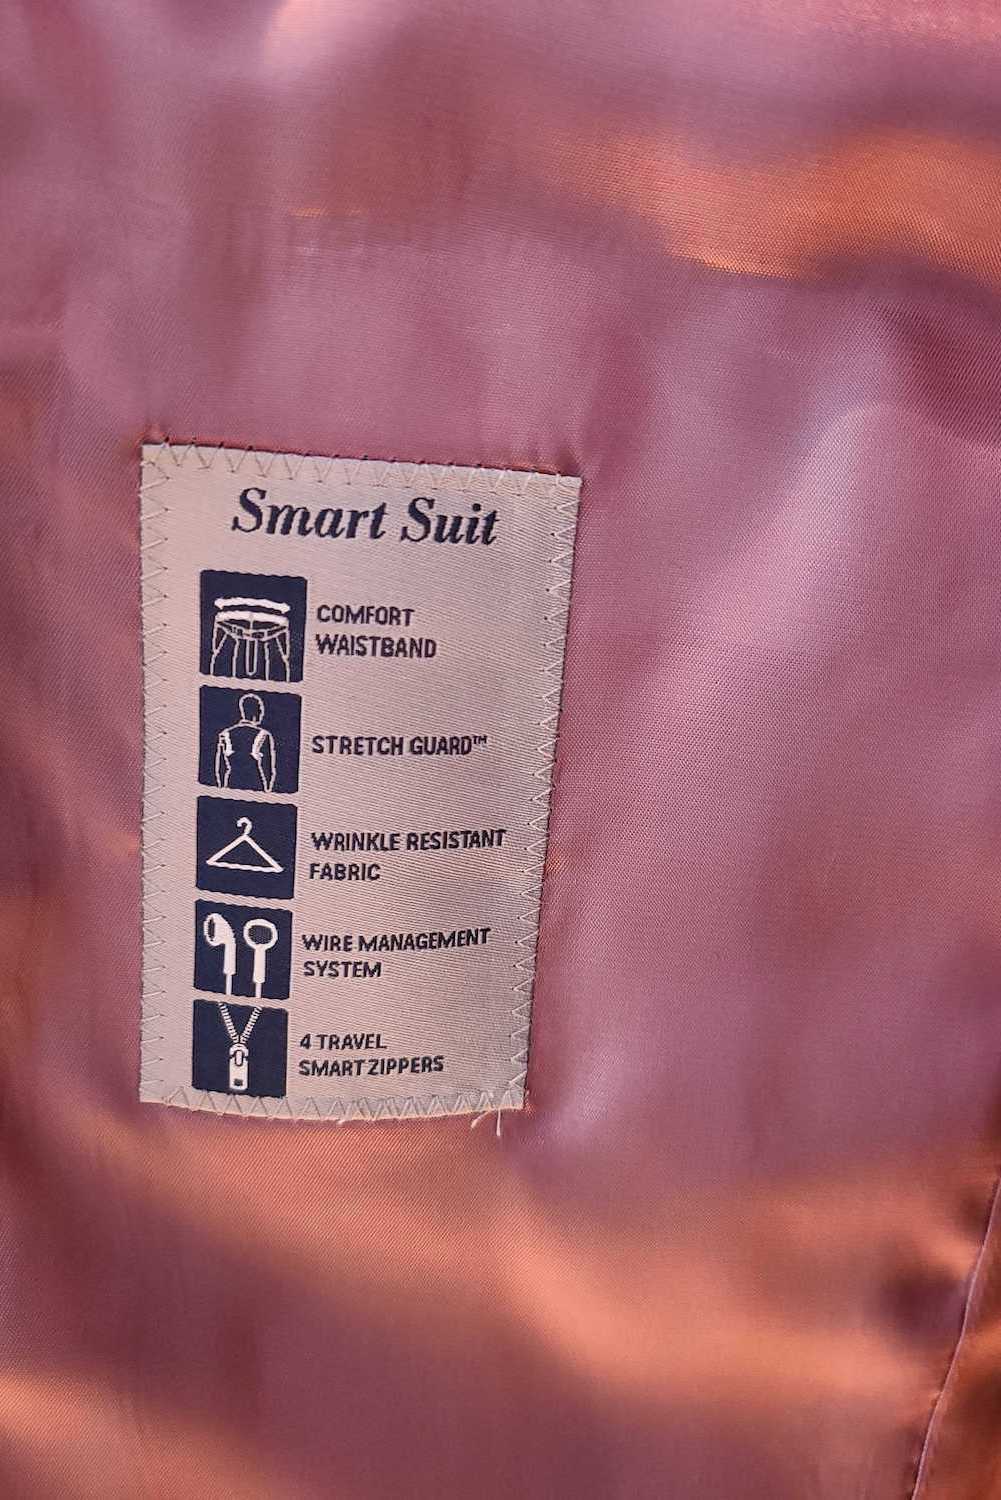 Smart Suit
COMFORT
WAISTBAND
STRETCH GUARD™
WRINKLE RESISTANT
FABRIC
WIRE MANAGEMENT
SYSTEM
4 TRAVEL
SMART ZIPPERS